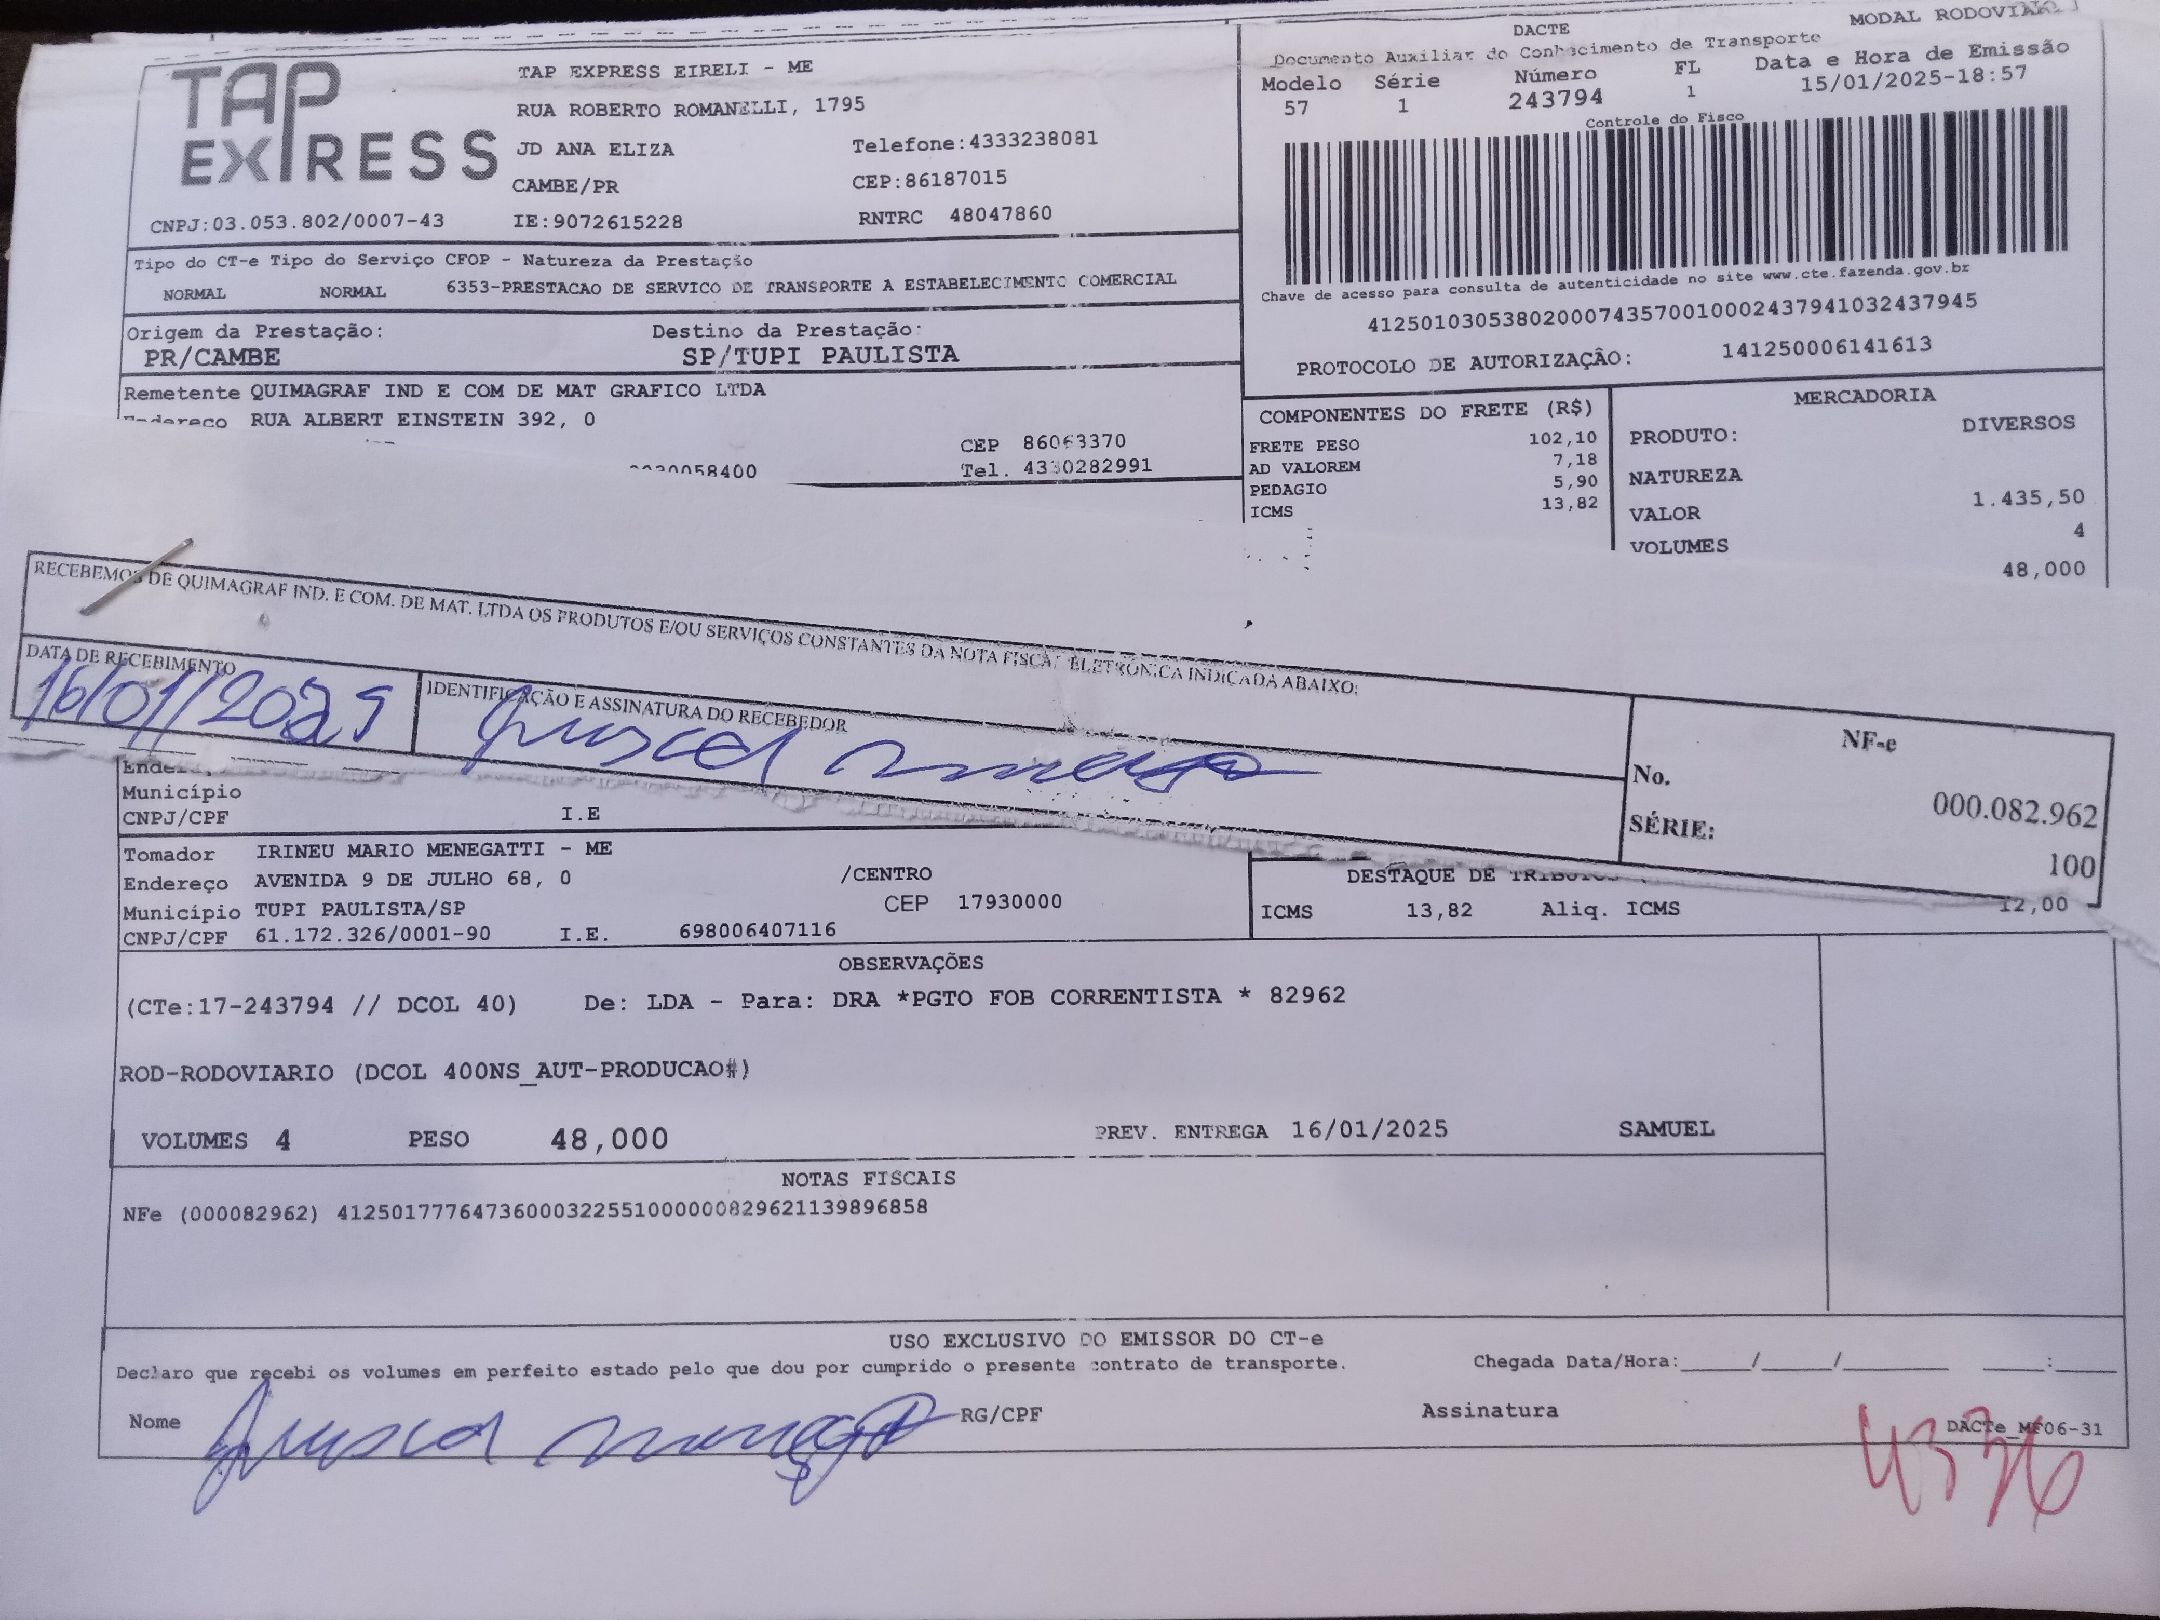 TAP EXPRESS
TAP EXPRESS EIRELI - ME
RUA ROBERTO ROMANELLI, 1795
JD ANA ELIZA Telefone:4333238081
CAMBE/PR CEP:86187015
CNPJ:03.053.802/0007-43 IE:9072615228 RNTRC 48047860
DACTE MODAL RODOVIARIO
Documento Auxiliar do Conhecimento de Transporte
Modelo Série Número FL Data e Hora de Emissão
57 1 243794 1 15/01/2025-18:57
Controle do Fisco
Chave de acesso para consulta de autenticidade no site www.cte.fazenda.gov.br
41250103053802000743570010002437941032437945
PROTOCOLO DE AUTORIZAÇÃO: 141250006141613
Tipo do CT-e Tipo do Serviço CFOP - Natureza da Prestação
NORMAL NORMAL 6353-PRESTACAO DE SERVICO DE TRANSPORTE A ESTABELECIMENTO COMERCIAL
Origem da Prestação: Destino da Prestação:
PR/CAMBE SP/TUPI PAULISTA
Remetente QUIMAGRAF IND E COM DE MAT GRAFICO LTDA
Endereço RUA ALBERT EINSTEIN 392, 0
CEP 86063370
058400 Tel. 4330282991
COMPONENTES DO FRETE (R$)
FRETE PESO 102,10
AD VALOREM 7,18
PEDAGIO 5,90
ICMS 13,82
MERCADORIA
PRODUTO: DIVERSOS
NATUREZA
VALOR 1.435,50
VOLUMES 4
48,000
RECEBEMOS DE QUIMAGRAF IND. E COM. DE MAT. LTDA OS PRODUTOS E/OU SERVIÇOS CONSTANTES DA NOTA FISCAL ELETRÔNICA INDICADA ABAIXO:
DATA DE RECEBIMENTO IDENTIFICAÇÃO E ASSINATURA DO RECEBEDOR
16/01/2025
NF-e
No. 000.082.962
SÉRIE: 100
Município
CNPJ/CPF I.E
Tomador IRINEU MARIO MENEGATTI - ME
Endereço AVENIDA 9 DE JULHO 68, 0 /CENTRO
Município TUPI PAULISTA/SP CEP 17930000
CNPJ/CPF 61.172.326/0001-90 I.E. 698006407116
DESTAQUE DE TRIBUTOS
ICMS 13,82 Aliq. ICMS 12,00
OBSERVAÇÕES
(CTe:17-243794 // DCOL 40) De: LDA - Para: DRA *PGTO FOB CORRENTISTA * 82962
ROD-RODOVIARIO (DCOL 400NS_AUT-PRODUCAO#)
VOLUMES 4 PESO 48,000 PREV. ENTREGA 16/01/2025 SAMUEL
NOTAS FISCAIS
NFe (000082962) 41250177764736000322551000000829621139896858
USO EXCLUSIVO DO EMISSOR DO CT-e
Declaro que recebi os volumes em perfeito estado pelo que dou por cumprido o presente contrato de transporte. Chegada Data/Hora:_____/_____/________ _____:_____
Nome RG/CPF Assinatura
DACTe_MF06-31